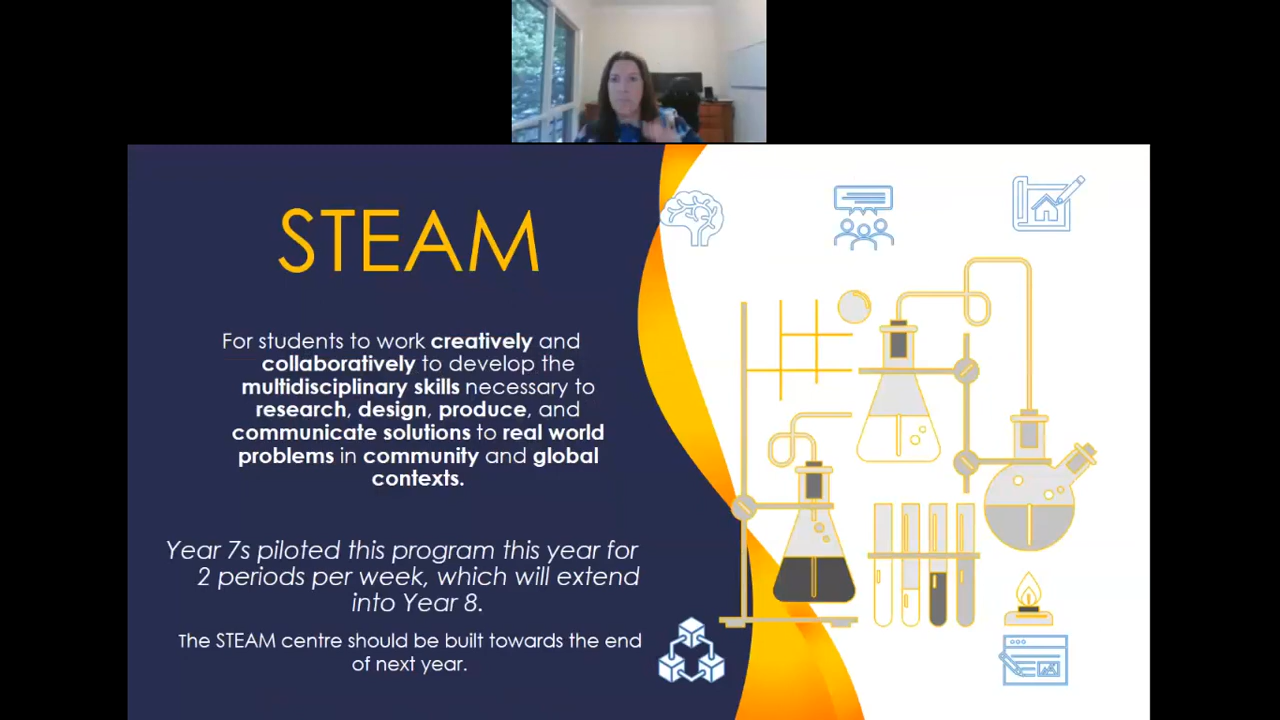 STEAM
For students to work creatively and
collaboratively to develop the
multidisciplinary skills necessary to
research, design, produce, and
communicate solutions to real world
problems in community and global
contexts.
Year 7s piloted this program this year for
2 periods per week, which will extend
into Year 8.
The STEAM centre should be built towards the end
of next year.